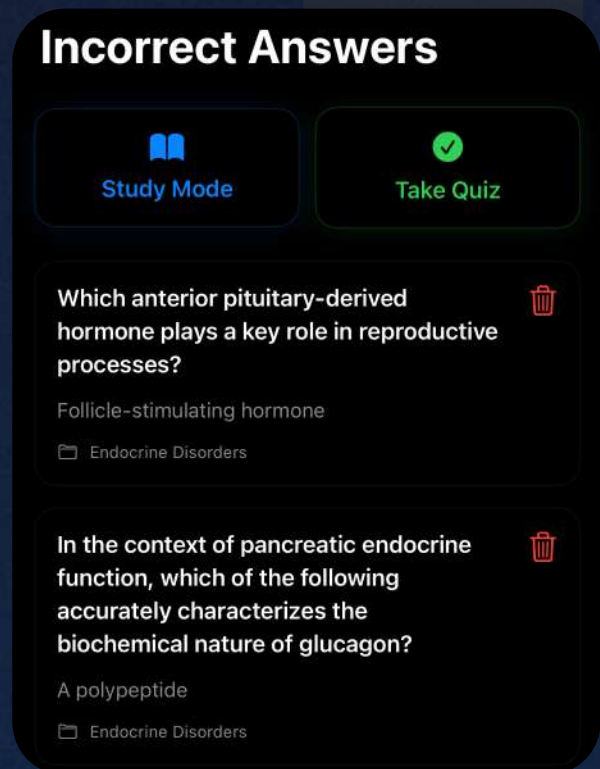 Incorrect Answers
Study Mode
Take Quiz
Which anterior pituitary-derived
hormone plays a key role in reproductive
processes?
Follicle-stimulating hormone
Endocrine Disorders
In the context of pancreatic endocrine
function, which of the following
accurately characterizes the
biochemical nature of glucagon?
A polypeptide
Endocrine Disorders